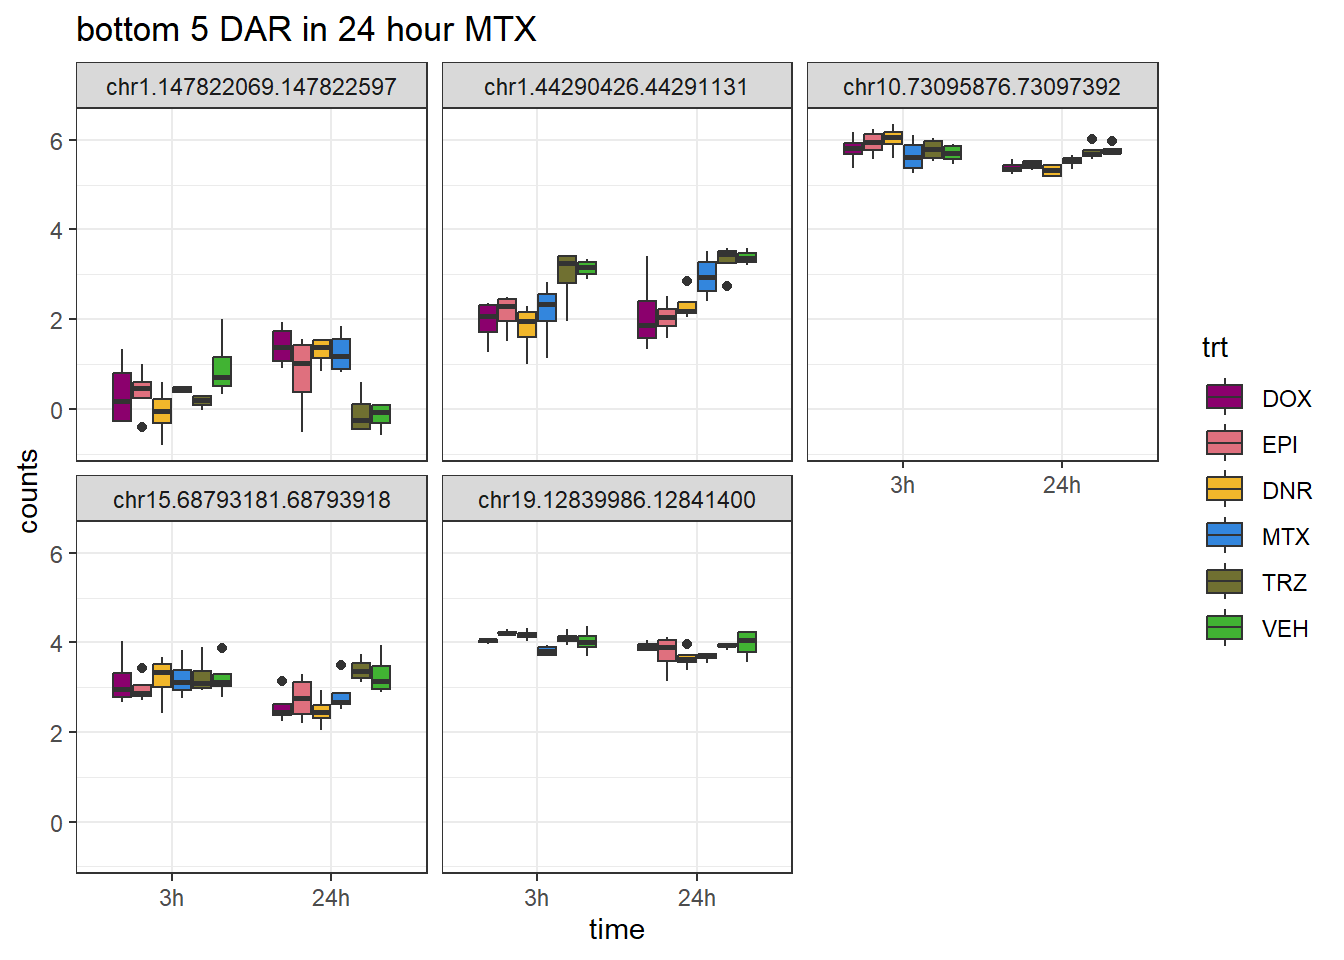 bottom 5 DAR in 24 hour MTX
chr1.147822069.147822597
chr1.44290426.44291131
chr10.73095876.73097392
6
4
2
0
3h
24h
chr15.68793181.68793918
chr19.12839986.12841400
6
4
2
0
3h
24h
3h
24h
counts
time
trt
DOX
EPI
DNR
MTX
TRZ
VEH